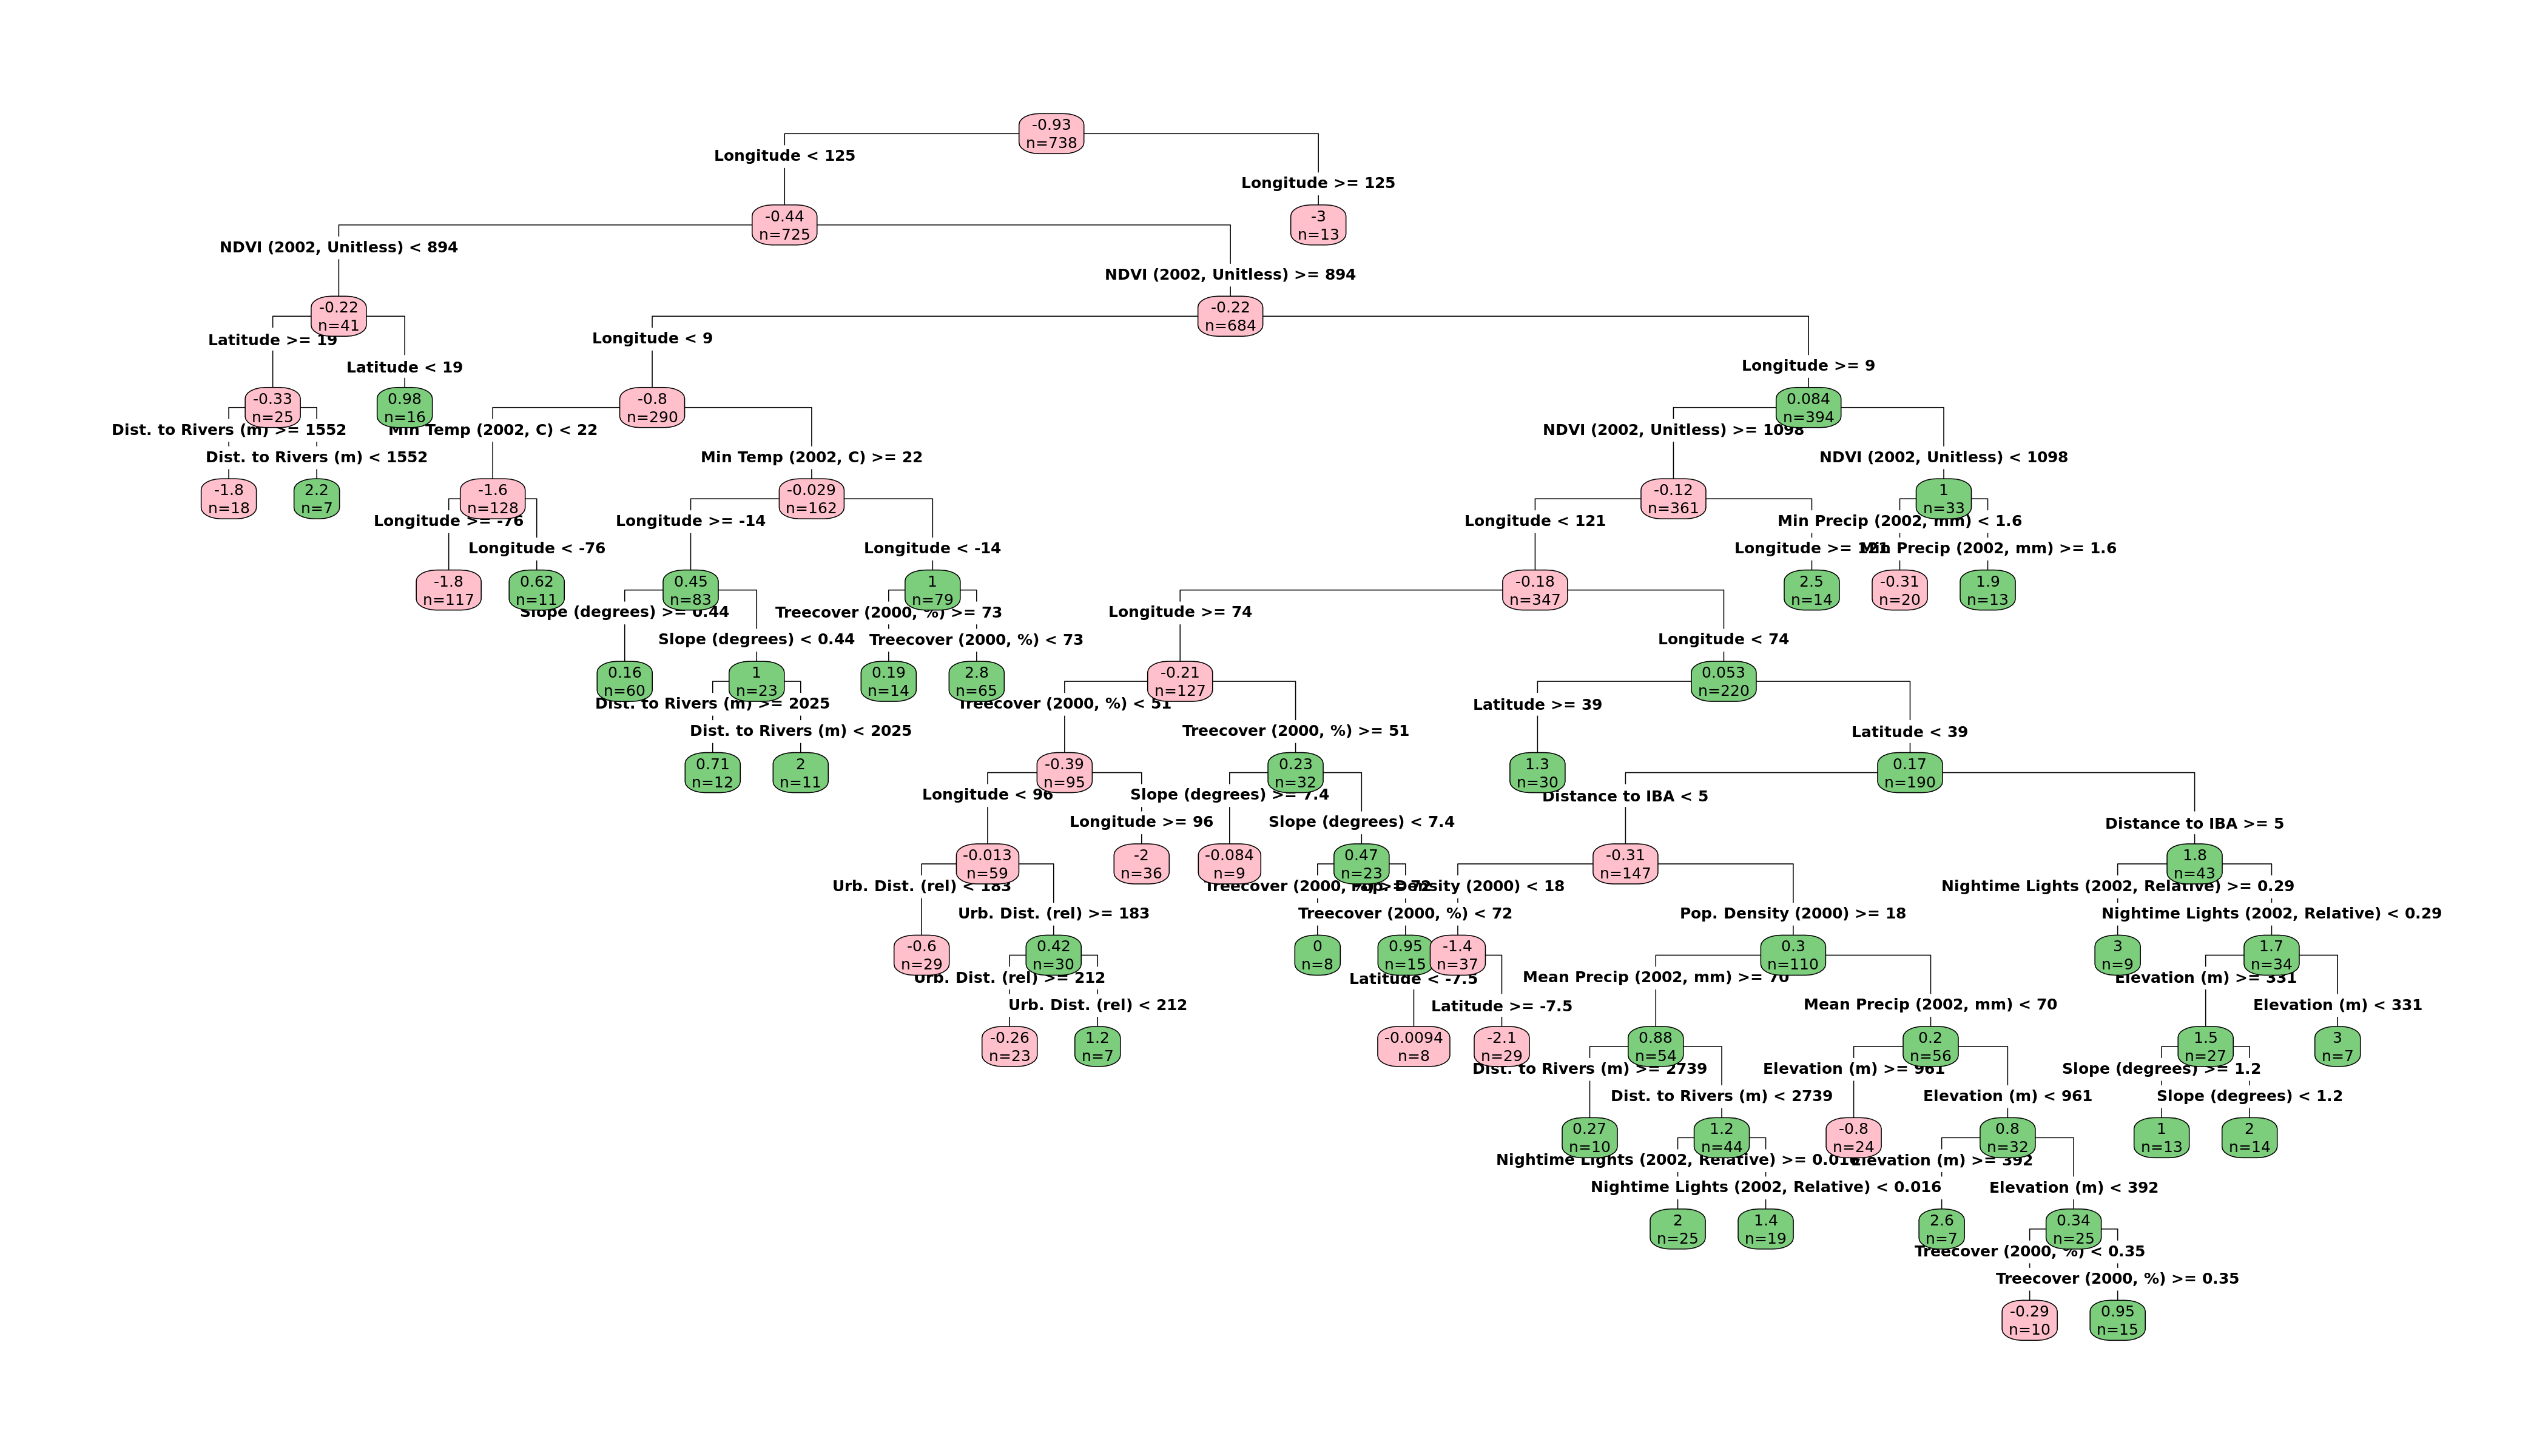 -0.93
n=738
Longitude < 125
Longitude >= 125
-0.44
n=725
-3
n=13
NDVI (2002, Unitless) < 894
NDVI (2002, Unitless) >= 894
-0.22
n=41
-0.22
n=684
Latitude >= 19
Longitude < 9
Latitude < 19
Longitude >= 9
-0.33
n=25
0.98
n=16
-0.8
n=290
0.084
n=394
Dist. to Rivers (m) >= 1552
Min Temp (2002, C) < 22
NDVI (2002, Unitless) >= 1098
Dist. to Rivers (m) < 1552
Min Temp (2002, C) >= 22
NDVI (2002, Unitless) < 1098
-1.8
n=18
2.2
n=7
-1.6
n=128
-0.029
n=162
-0.12
n=361
1
n=33
Longitude >= -76
Longitude >= -14
Longitude < 121
Min Precip (2002, mm) < 1.6
Longitude < -76
Longitude < -14
Longitude >= 121
Min Precip (2002, mm) >= 1.6
-1.8
n=117
0.62
n=11
0.45
n=83
1
n=79
-0.18
n=347
2.5
n=14
-0.31
n=20
1.9
n=13
Slope (degrees) >= 0.44
Treecover (2000, %) >= 73
Longitude >= 74
Slope (degrees) < 0.44
Treecover (2000, %) < 73
Longitude < 74
0.16
n=60
1
n=23
0.19
n=14
2.8
n=65
-0.21
n=127
0.053
n=220
Dist. to Rivers (m) >= 2025
Treecover (2000, %) < 51
Latitude >= 39
Dist. to Rivers (m) < 2025
Treecover (2000, %) >= 51
Latitude < 39
0.71
n=12
2
n=11
-0.39
n=95
0.23
n=32
1.3
n=30
0.17
n=190
Longitude < 96
Slope (degrees) >= 7.4
Distance to IBA < 5
Longitude >= 96
Slope (degrees) < 7.4
Distance to IBA >= 5
-0.013
n=59
-2
n=36
-0.084
n=9
0.47
n=23
-0.31
n=147
1.8
n=43
Urb. Dist. (rel) < 183
Treecover (2000, %) >= 72
Pop. Density (2000) < 18
Nightime Lights (2002, Relative) >= 0.29
Urb. Dist. (rel) >= 183
Treecover (2000, %) < 72
Pop. Density (2000) >= 18
Nightime Lights (2002, Relative) < 0.29
-0.6
n=29
0.42
n=30
0
n=8
0.95
n=15
-1.4
n=37
0.3
n=110
3
n=9
1.7
n=34
Urb. Dist. (rel) >= 212
Latitude < -7.5
Mean Precip (2002, mm) >= 70
Elevation (m) >= 331
Urb. Dist. (rel) < 212
Latitude >= -7.5
Mean Precip (2002, mm) < 70
Elevation (m) < 331
-0.26
n=23
1.2
n=7
-0.0094
n=8
-2.1
n=29
0.88
n=54
0.2
n=56
1.5
n=27
3
n=7
Dist. to Rivers (m) >= 2739
Elevation (m) >= 961
Slope (degrees) >= 1.2
Dist. to Rivers (m) < 2739
Elevation (m) < 961
Slope (degrees) < 1.2
0.27
n=10
1.2
n=44
-0.8
n=24
0.8
n=32
1
n=13
2
n=14
Nightime Lights (2002, Relative) >= 0.016
Elevation (m) >= 392
Nightime Lights (2002, Relative) < 0.016
Elevation (m) < 392
2
n=25
1.4
n=19
2.6
n=7
0.34
n=25
Treecover (2000, %) < 0.35
Treecover (2000, %) >= 0.35
-0.29
n=10
0.95
n=15